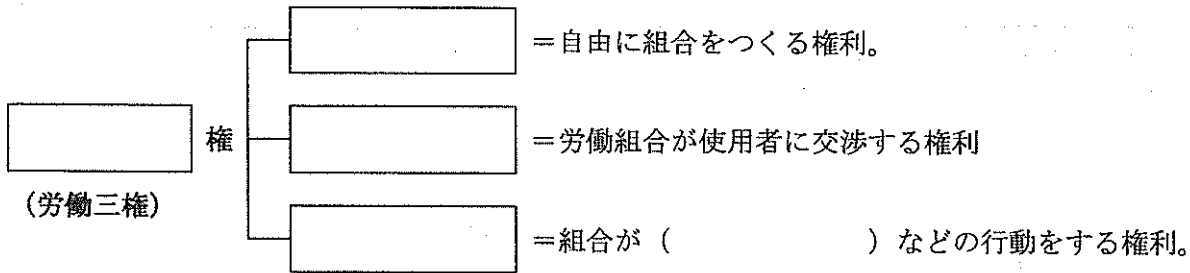 =自由に組合をつくる権利。
権 =労働組合が使用者に交渉する権利
(労働三権)
=組合が( )などの行動をする権利。